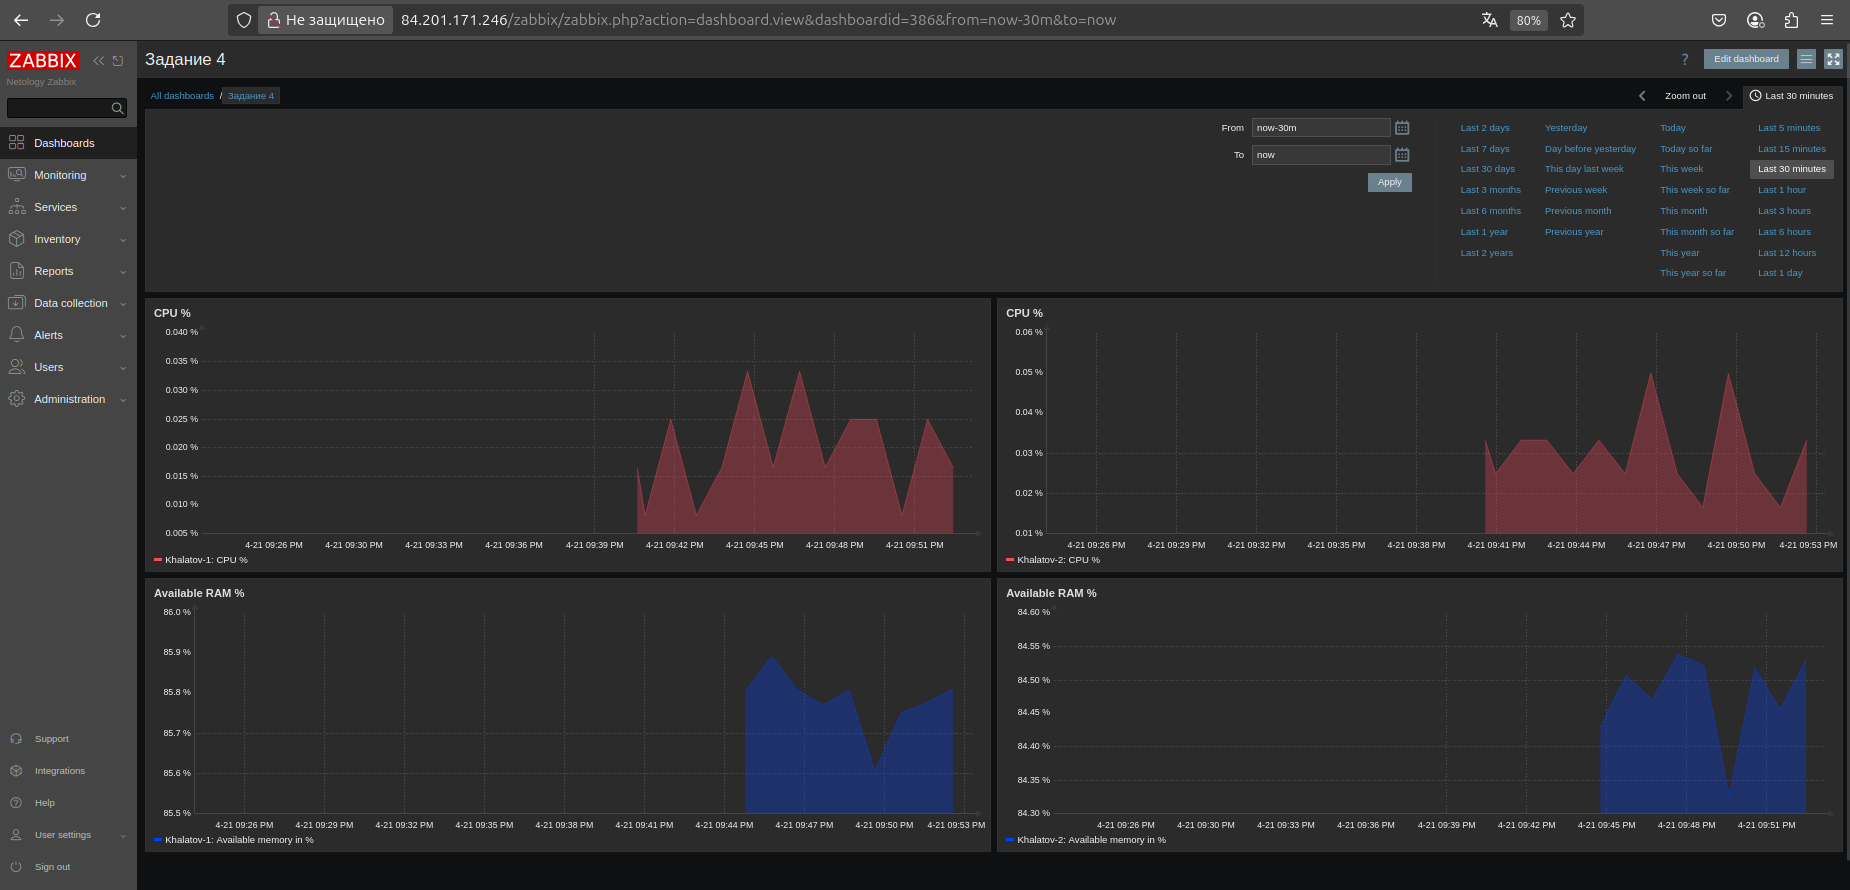 Не защищено 84.201.171.246/zabbix/zabbix.php?action=dashboard.view&dashboardid=386&from=now-30m&to=now 80%
ZABBIX
Netology Zabbix
Dashboards
Monitoring
Services
Inventory
Reports
Data collection
Alerts
Users
Administration
Support
Integrations
Help
User settings
Sign out
Задание 4
? Edit dashboard
All dashboards / Задание 4
Zoom out Last 30 minutes
From now-30m
To now
Apply
Last 2 days Yesterday Today Last 5 minutes
Last 7 days Day before yesterday Today so far Last 15 minutes
Last 30 days This day last week This week Last 30 minutes
Last 3 months Previous week This week so far Last 1 hour
Last 6 months Previous month This month Last 3 hours
Last 1 year Previous year This month so far Last 6 hours
Last 2 years This year Last 12 hours
This year so far Last 1 day
CPU %
0.040 %
0.035 %
0.030 %
0.025 %
0.020 %
0.015 %
0.010 %
0.005 %
4-21 09:26 PM 4-21 09:30 PM 4-21 09:33 PM 4-21 09:36 PM 4-21 09:39 PM 4-21 09:42 PM 4-21 09:45 PM 4-21 09:48 PM 4-21 09:51 PM
Khalatov-1: CPU %
CPU %
0.06 %
0.05 %
0.04 %
0.03 %
0.02 %
0.01 %
4-21 09:26 PM 4-21 09:29 PM 4-21 09:32 PM 4-21 09:35 PM 4-21 09:38 PM 4-21 09:41 PM 4-21 09:44 PM 4-21 09:47 PM 4-21 09:50 PM 4-21 09:53 PM
Khalatov-2: CPU %
Available RAM %
86.0 %
85.9 %
85.8 %
85.7 %
85.6 %
85.5 %
4-21 09:26 PM 4-21 09:29 PM 4-21 09:32 PM 4-21 09:35 PM 4-21 09:38 PM 4-21 09:41 PM 4-21 09:44 PM 4-21 09:47 PM 4-21 09:50 PM 4-21 09:53 PM
Khalatov-1: Available memory in %
Available RAM %
84.60 %
84.55 %
84.50 %
84.45 %
84.40 %
84.35 %
84.30 %
4-21 09:26 PM 4-21 09:30 PM 4-21 09:33 PM 4-21 09:36 PM 4-21 09:39 PM 4-21 09:42 PM 4-21 09:45 PM 4-21 09:48 PM 4-21 09:51 PM
Khalatov-2: Available memory in %